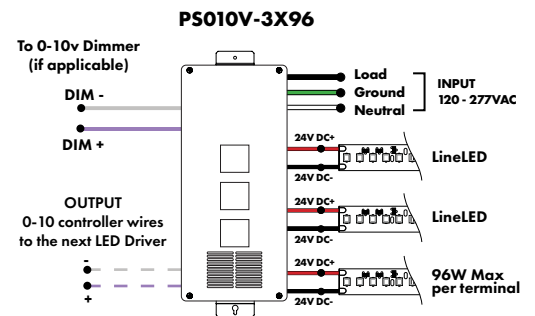 PS010V-3X96
To 0-10v Dimmer
(if applicable)
DIM -
DIM +
OUTPUT
0-10 controller wires
to the next LED Driver
-
+
Load
Ground
Neutral
INPUT
120 - 277VAC
24V DC+
24V DC-
LineLED
24V DC+
24V DC-
LineLED
24V DC+
24V DC-
96W Max
per terminal